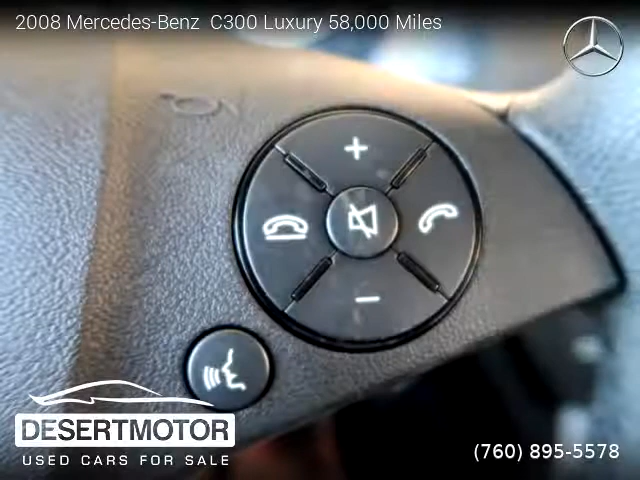 2008 Mercedes-Benz C300 Luxury 58,000 Miles
+
−
DESERTMOTOR
USED CARS FOR SALE
(760) 895-5578